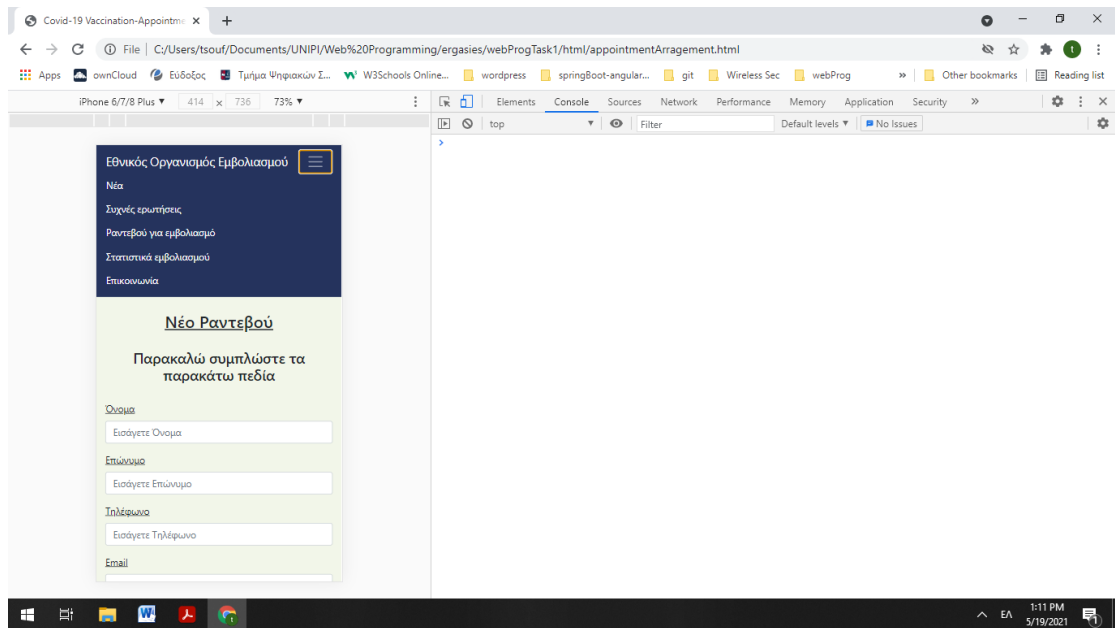 Covid-19 Vaccination-Appointme
File C:/Users/tsouf/Documents/UNIPI/Web%20Programming/ergasies/webProgTask1/html/appointmentArragement.html
Apps ownCloud Εύδοξος Τμήμα Ψηφιακών Σ... W3Schools Online... wordpress springBoot-angular... git Wireless Sec webProg » Other bookmarks Reading list
iPhone 6/7/8 Plus ▼ 414 x 736 73% ▼
Elements Console Sources Network Performance Memory Application Security »
top ▼ Filter Default levels ▼ No Issues
Εθνικός Οργανισμός Εμβολιασμού
Νέα
Συχνές ερωτήσεις
Ραντεβού για εμβολιασμό
Στατιστικά εμβολιασμού
Επικοινωνία
Νέο Ραντεβού
Παρακαλώ συμπλώστε τα
παρακάτω πεδία
Όνομα
Εισάγετε Όνομα
Επώνυμο
Εισάγετε Επώνυμο
Τηλέφωνο
Εισάγετε Τηλέφωνο
Email
ΕΛ
1:11 PM
5/19/2021